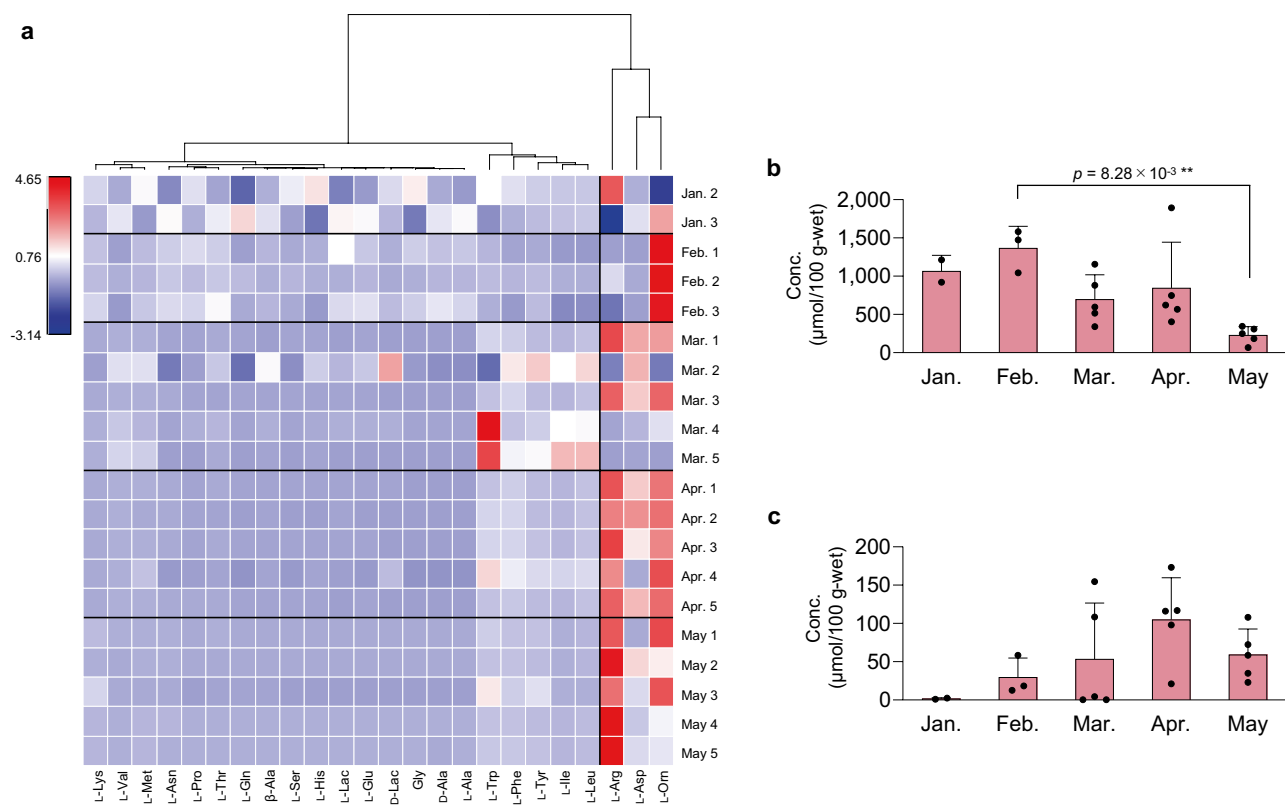 a
4.65
0.76
-3.14
Jan. 2
Jan. 3
Feb. 1
Feb. 2
Feb. 3
Mar. 1
Mar. 2
Mar. 3
Mar. 4
Mar. 5
Apr. 1
Apr. 2
Apr. 3
Apr. 4
Apr. 5
May 1
May 2
May 3
May 4
May 5
L-Lys
L-Val
L-Met
L-Asn
L-Pro
L-Thr
L-Gln
β-Ala
L-Ser
L-His
L-Lac
L-Glu
D-Lac
Gly
D-Ala
L-Ala
L-Trp
L-Phe
L-Tyr
L-Ile
L-Leu
L-Arg
L-Asp
L-Orn
b
p = 8.28 × 10⁻³ **
Conc.
(μmol/100 g-wet)
2,000
1,500
1,000
500
0
Jan. Feb. Mar. Apr. May
c
Conc.
(μmol/100 g-wet)
200
150
100
50
0
Jan. Feb. Mar. Apr. May